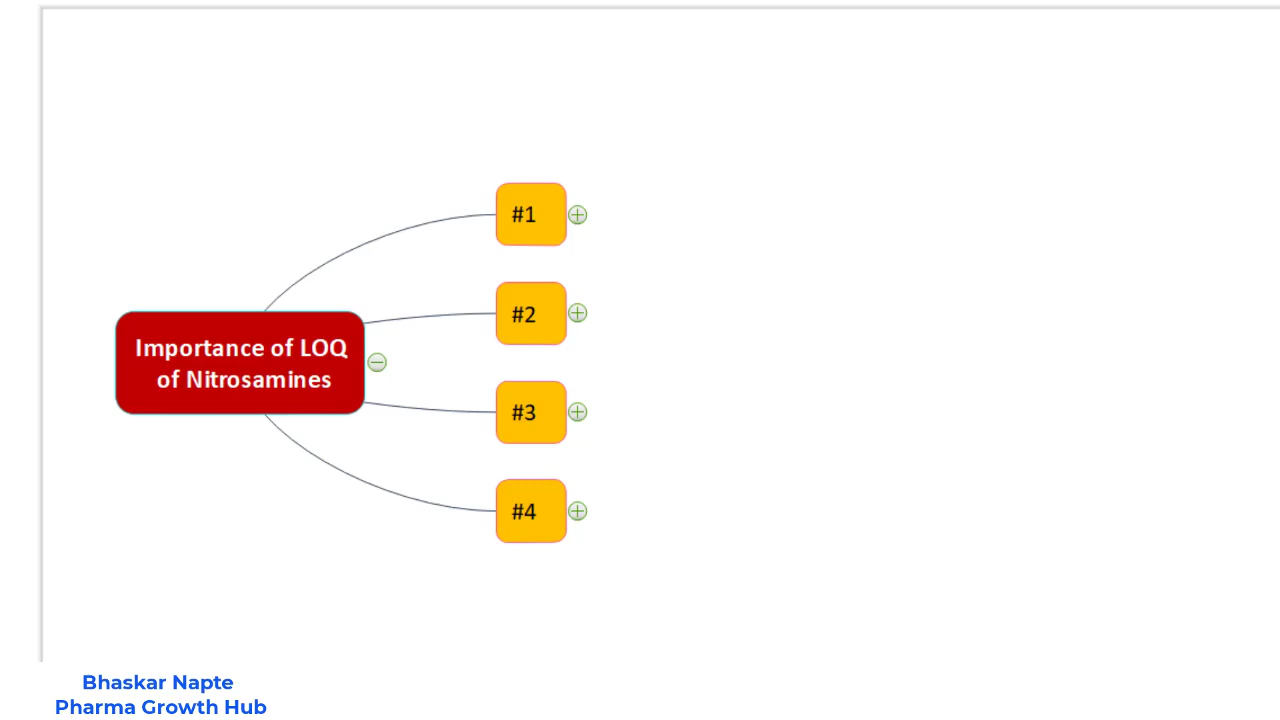 #1
#2
Importance of LOQ
of Nitrosamines
#3
#4
Bhaskar Napte
Pharma Growth Hub